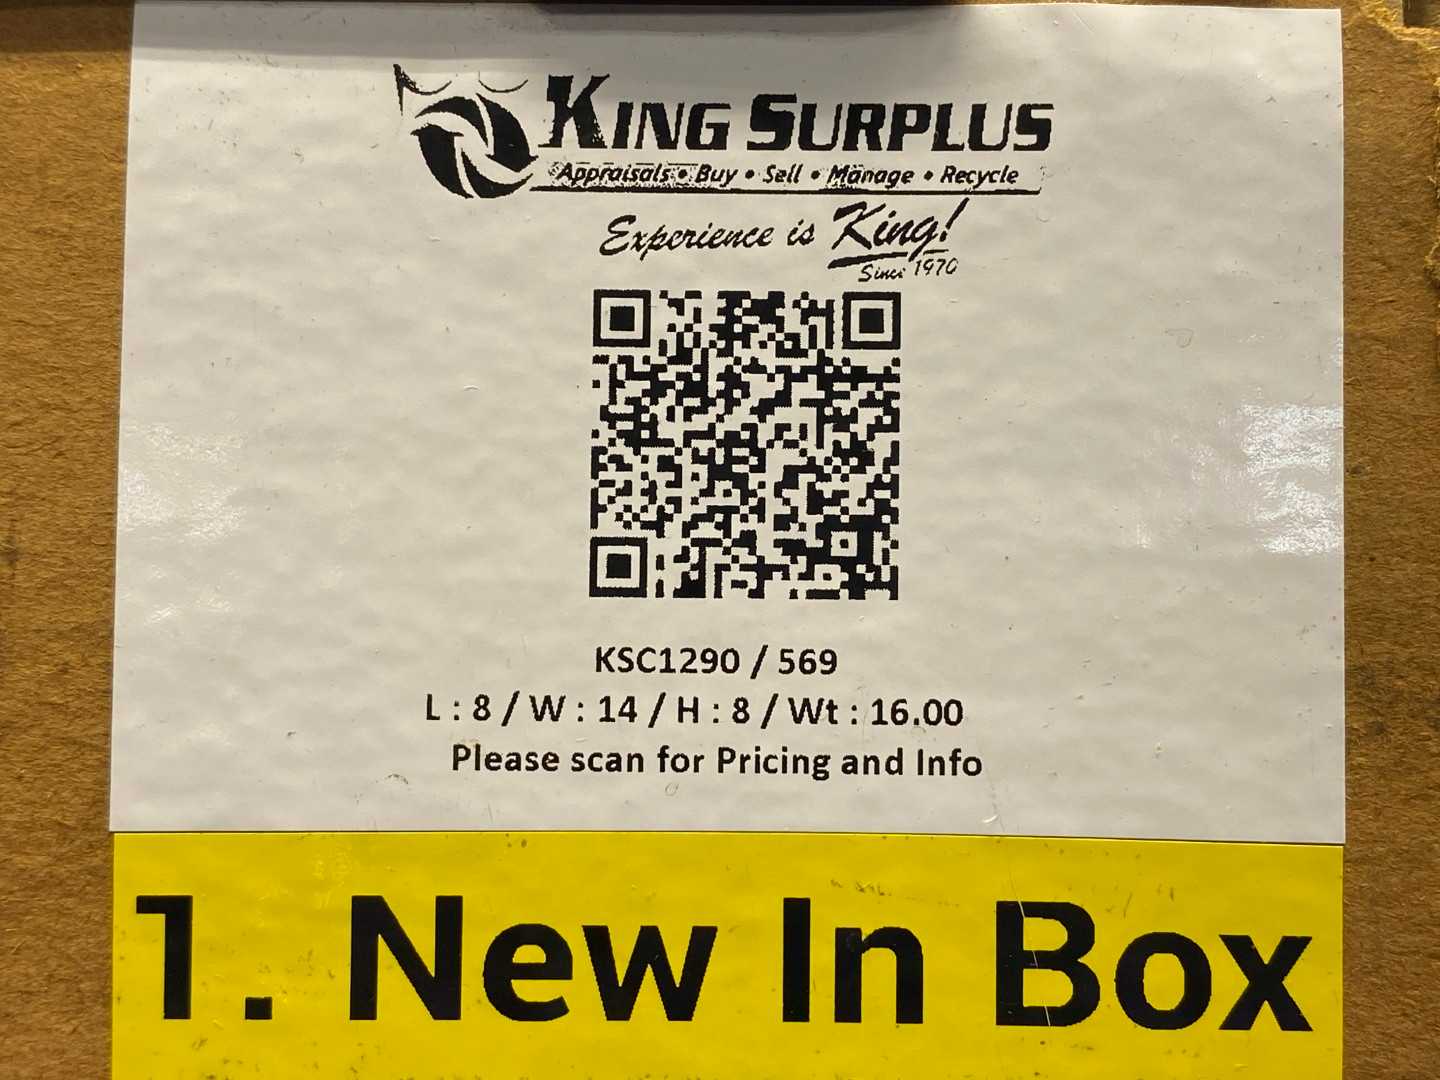 KING SURPLUS
Appraisals • Buy • Sell • Manage • Recycle
Experience is King!
Since 1970
KSC1290 / 569
L : 8 / W : 14 / H : 8 / Wt : 16.00
Please scan for Pricing and Info
1. New In Box